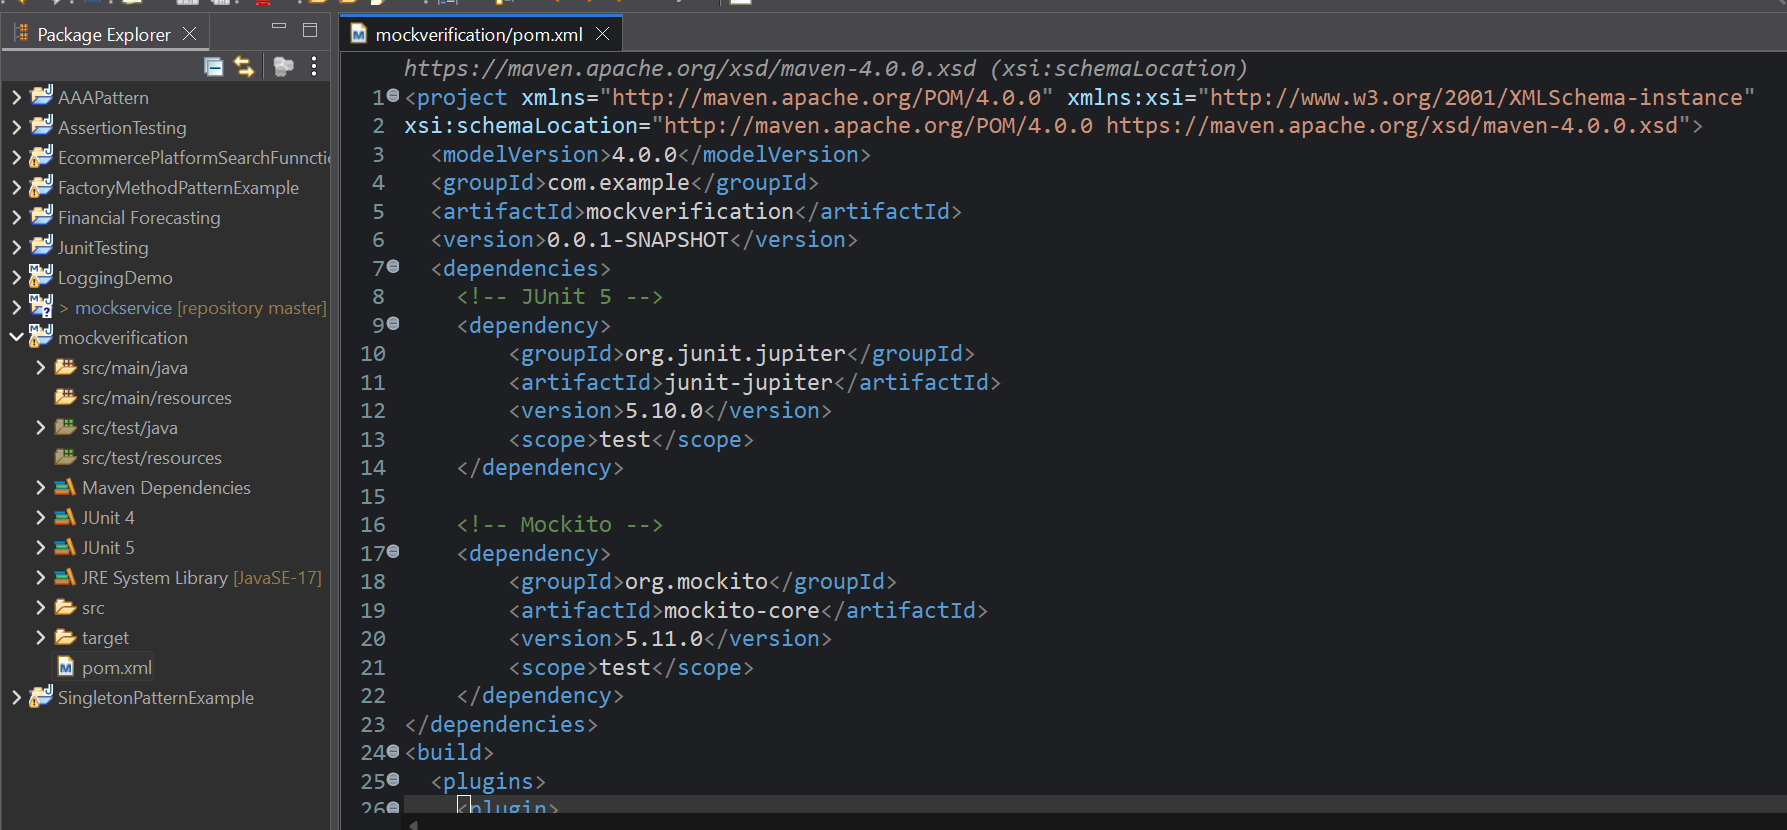 Package Explorer
AAAPattern
AssertionTesting
EcommercePlatformSearchFunnctio
FactoryMethodPatternExample
Financial Forecasting
JunitTesting
LoggingDemo
> mockservice [repository master]
mockverification
src/main/java
src/main/resources
src/test/java
src/test/resources
Maven Dependencies
JUnit 4
JUnit 5
JRE System Library [JavaSE-17]
src
target
pom.xml
SingletonPatternExample
mockverification/pom.xml
https://maven.apache.org/xsd/maven-4.0.0.xsd (xsi:schemaLocation)
1 <project xmlns="http://maven.apache.org/POM/4.0.0" xmlns:xsi="http://www.w3.org/2001/XMLSchema-instance"
2 xsi:schemaLocation="http://maven.apache.org/POM/4.0.0 https://maven.apache.org/xsd/maven-4.0.0.xsd">
3 <modelVersion>4.0.0</modelVersion>
4 <groupId>com.example</groupId>
5 <artifactId>mockverification</artifactId>
6 <version>0.0.1-SNAPSHOT</version>
7 <dependencies>
8 <!-- JUnit 5 -->
9 <dependency>
10 <groupId>org.junit.jupiter</groupId>
11 <artifactId>junit-jupiter</artifactId>
12 <version>5.10.0</version>
13 <scope>test</scope>
14 </dependency>
15
16 <!-- Mockito -->
17 <dependency>
18 <groupId>org.mockito</groupId>
19 <artifactId>mockito-core</artifactId>
20 <version>5.11.0</version>
21 <scope>test</scope>
22 </dependency>
23 </dependencies>
24 <build>
25 <plugins>
26 <plugin>